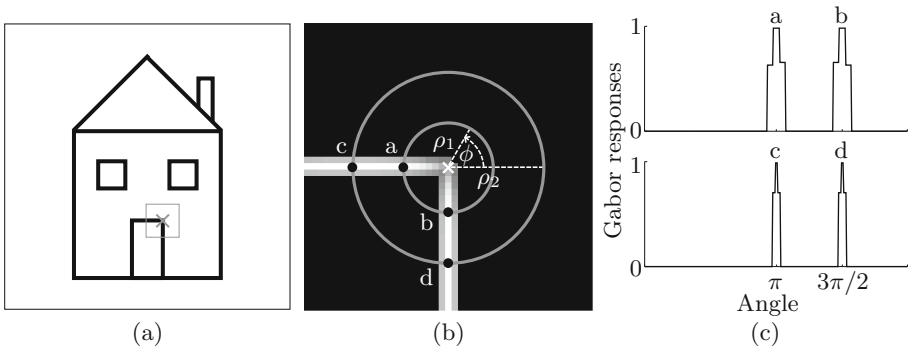 c
a
ρ1
ϕ
ρ2
b
d
Gabor responses
1
a
b
0
1
c
d
0
π
3π/2
Angle
(a)
(b)
(c)